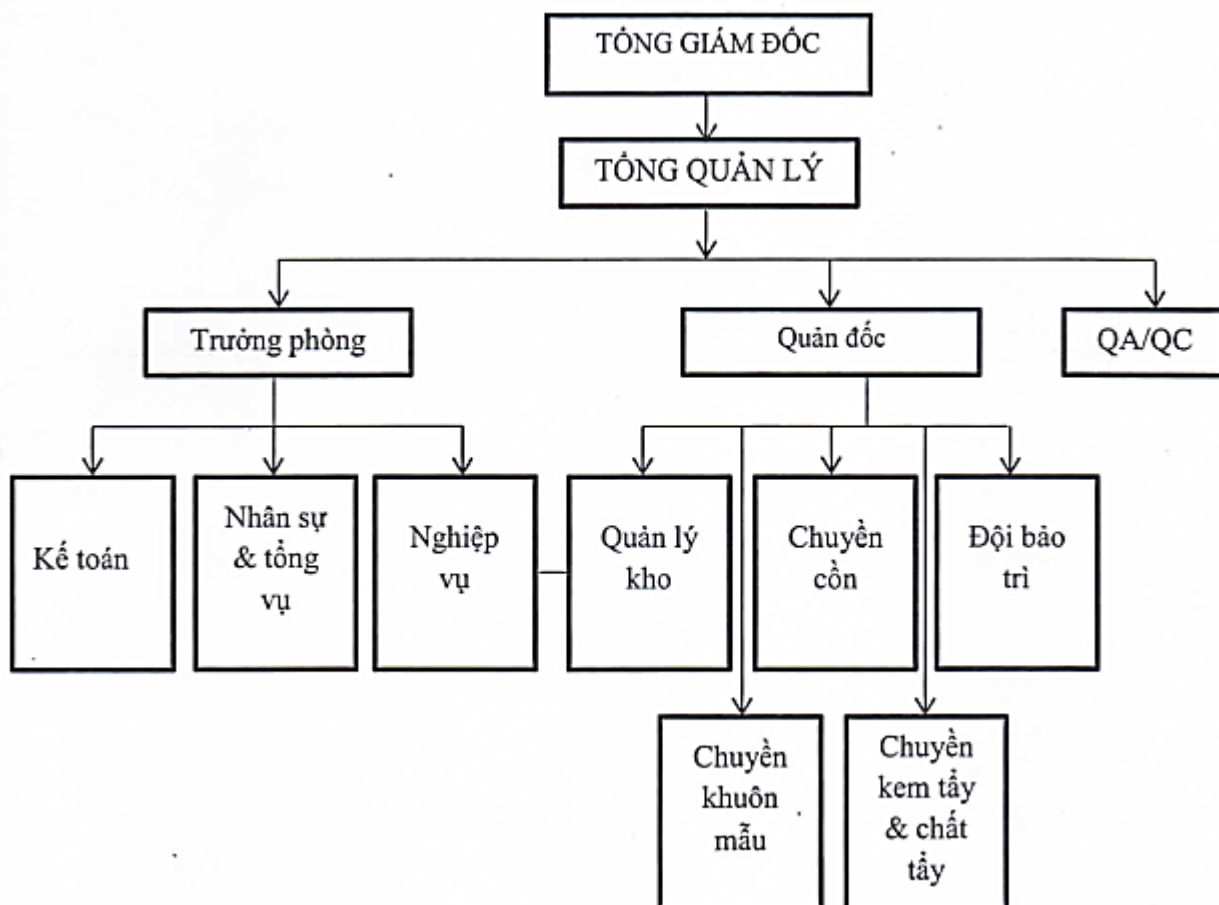 TỔNG GIÁM ĐỐC
TỔNG QUẢN LÝ
Trưởng phòng
Quản đốc
QA/QC
Kế toán
Nhân sự
& tổng
vụ
Nghiệp
vụ
Quản lý
kho
Chuyền
cồn
Đội bảo
trì
Chuyền
khuôn
mẫu
Chuyền
kem tẩy
& chất
tẩy